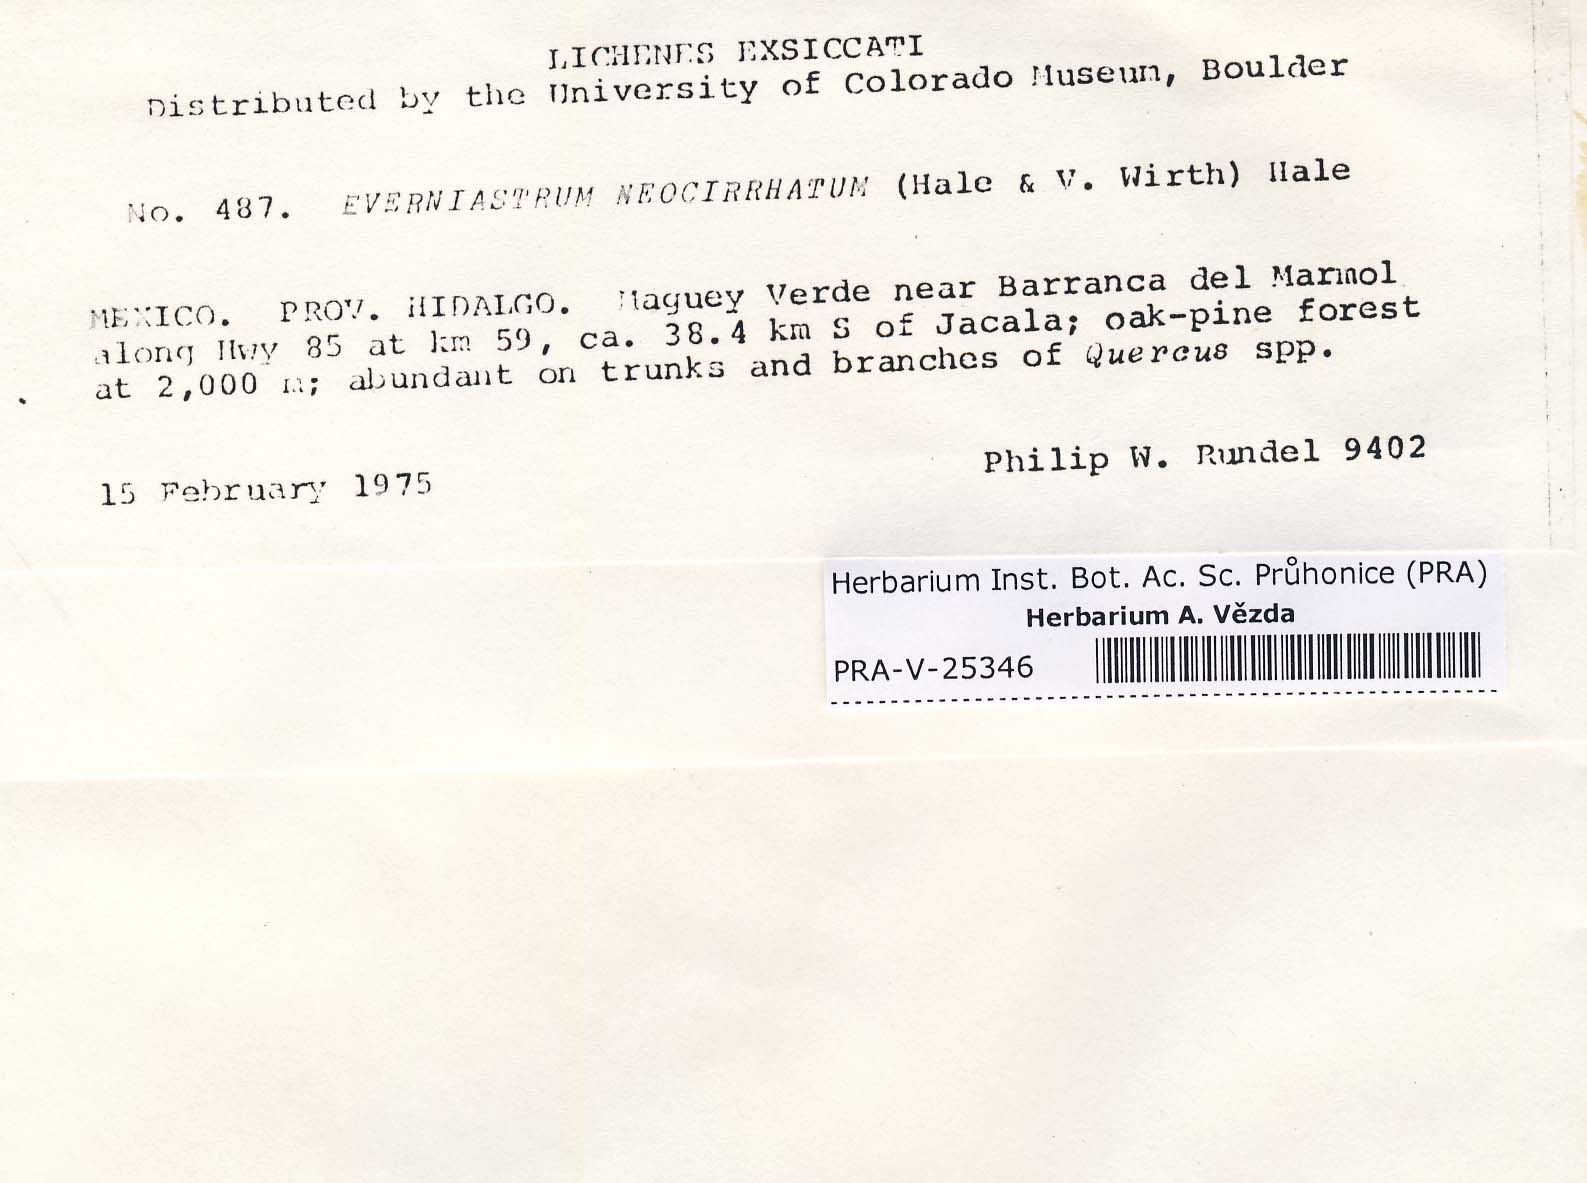 LICHENES EXSICCATI
Distributed by the University of Colorado Museum, Boulder
No. 487. EVERNIASTRUM NEOCIRRHATUM (Hale & V. Wirth) Hale
MEXICO. PROV. HIDALGO. Maguey Verde near Barranca del Marmol
along Hwy 85 at km 59, ca. 38.4 km S of Jacala; oak-pine forest
at 2,000 m; abundant on trunks and branches of Quercus spp.
Philip W. Rundel 9402
15 February 1975
Herbarium Inst. Bot. Ac. Sc. Průhonice (PRA)
Herbarium A. Vězda
PRA-V-25346